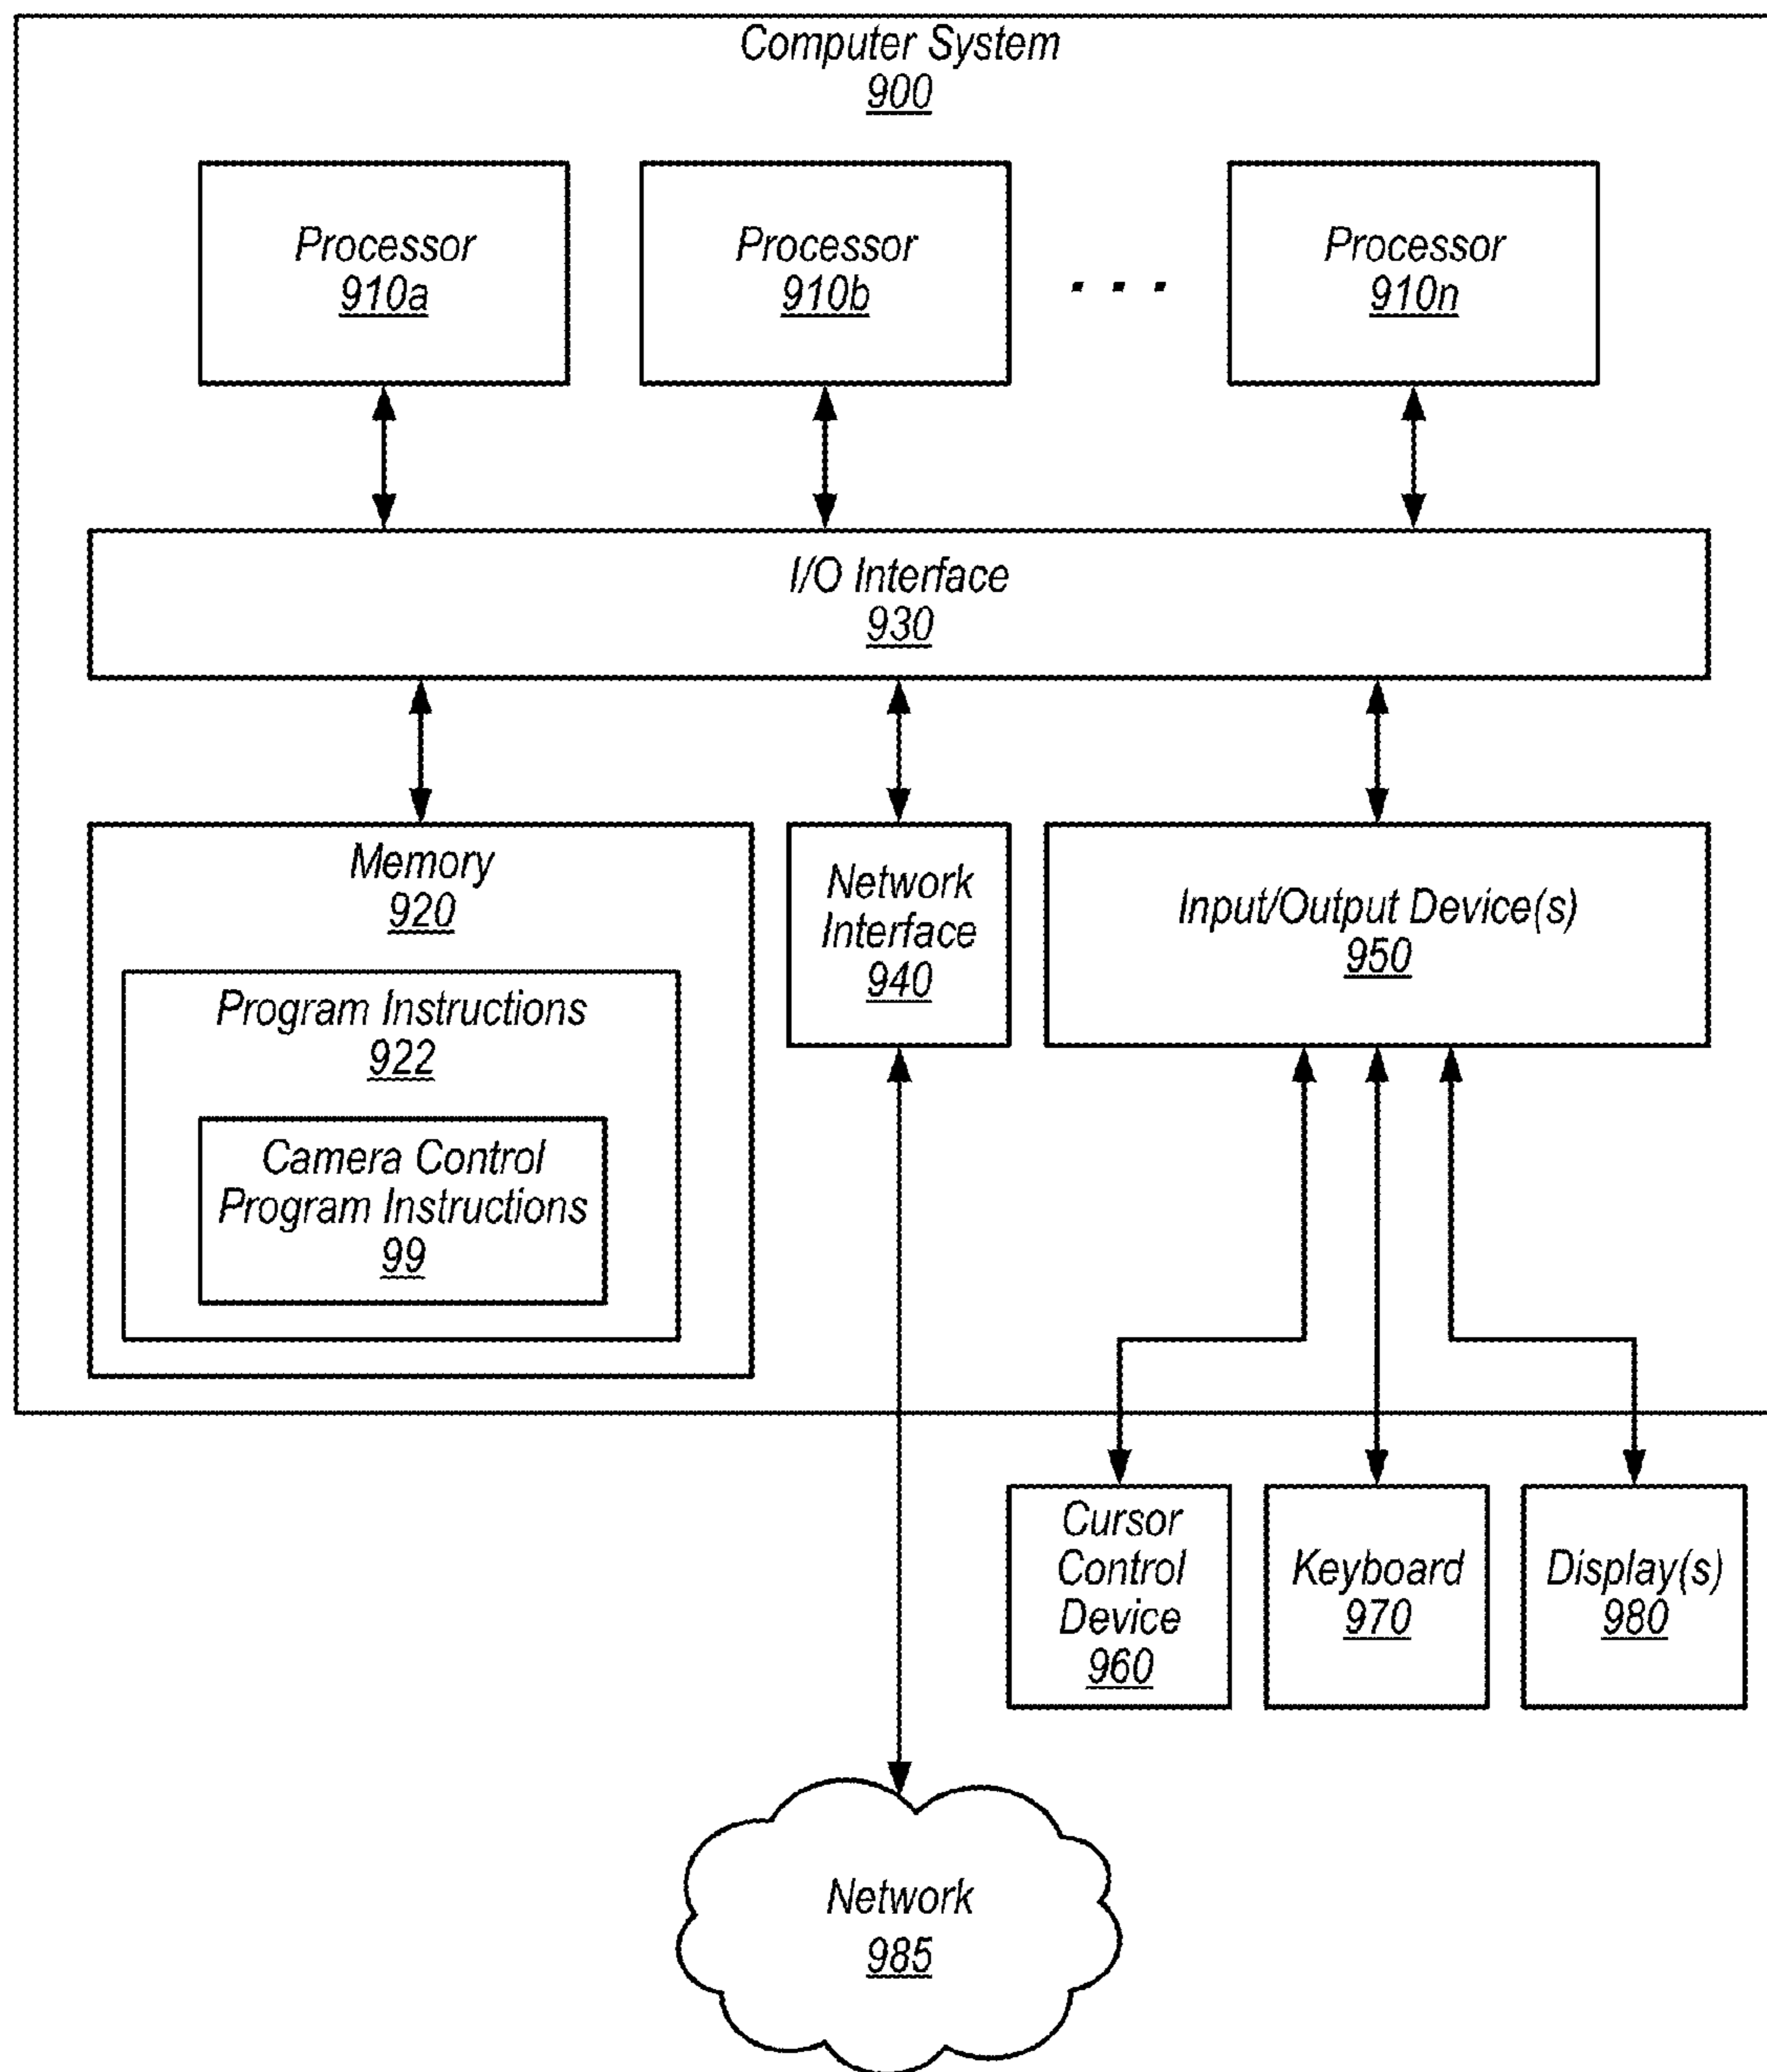 Computer System
900
Processor
910a
Processor
910b
. . .
Processor
910n
I/O Interface
930
Memory
920
Program Instructions
922
Camera Control
Program Instructions
99
Network
Interface
940
Input/Output Device(s)
950
Cursor
Control
Device
960
Keyboard
970
Display(s)
980
Network
985